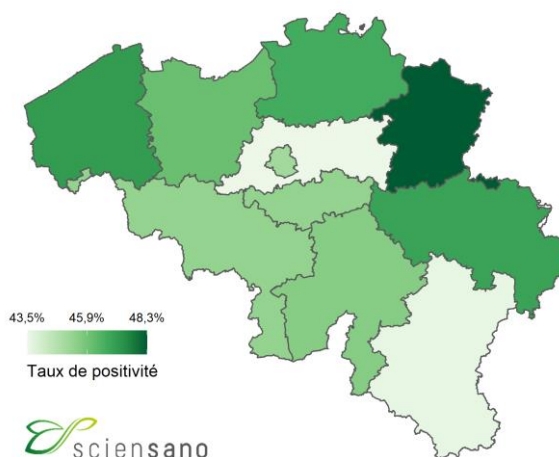 43,5% 45,9% 48,3%
Taux de positivité
sciensano